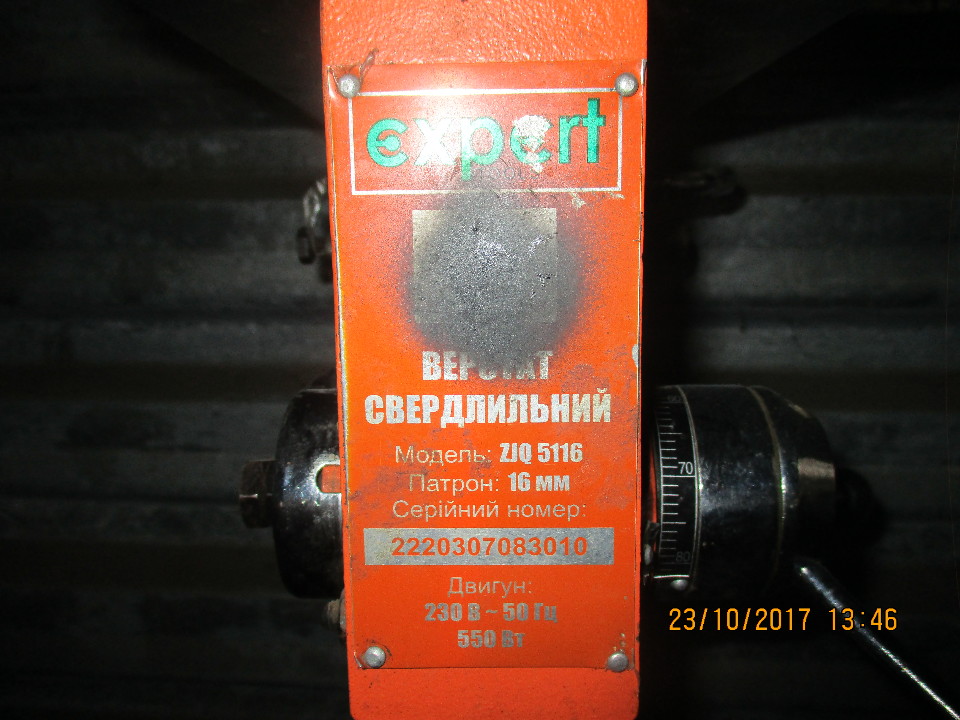 expert
ВЕРСТАТ
СВЕРДЛИЛЬНИЙ
Модель: ZJQ 5116
Патрон: 16 мм
Серійний номер:
2220307083010
Двигун:
230 В ~ 50 Гц
550 Вт
70
80
23/10/2017 13:46